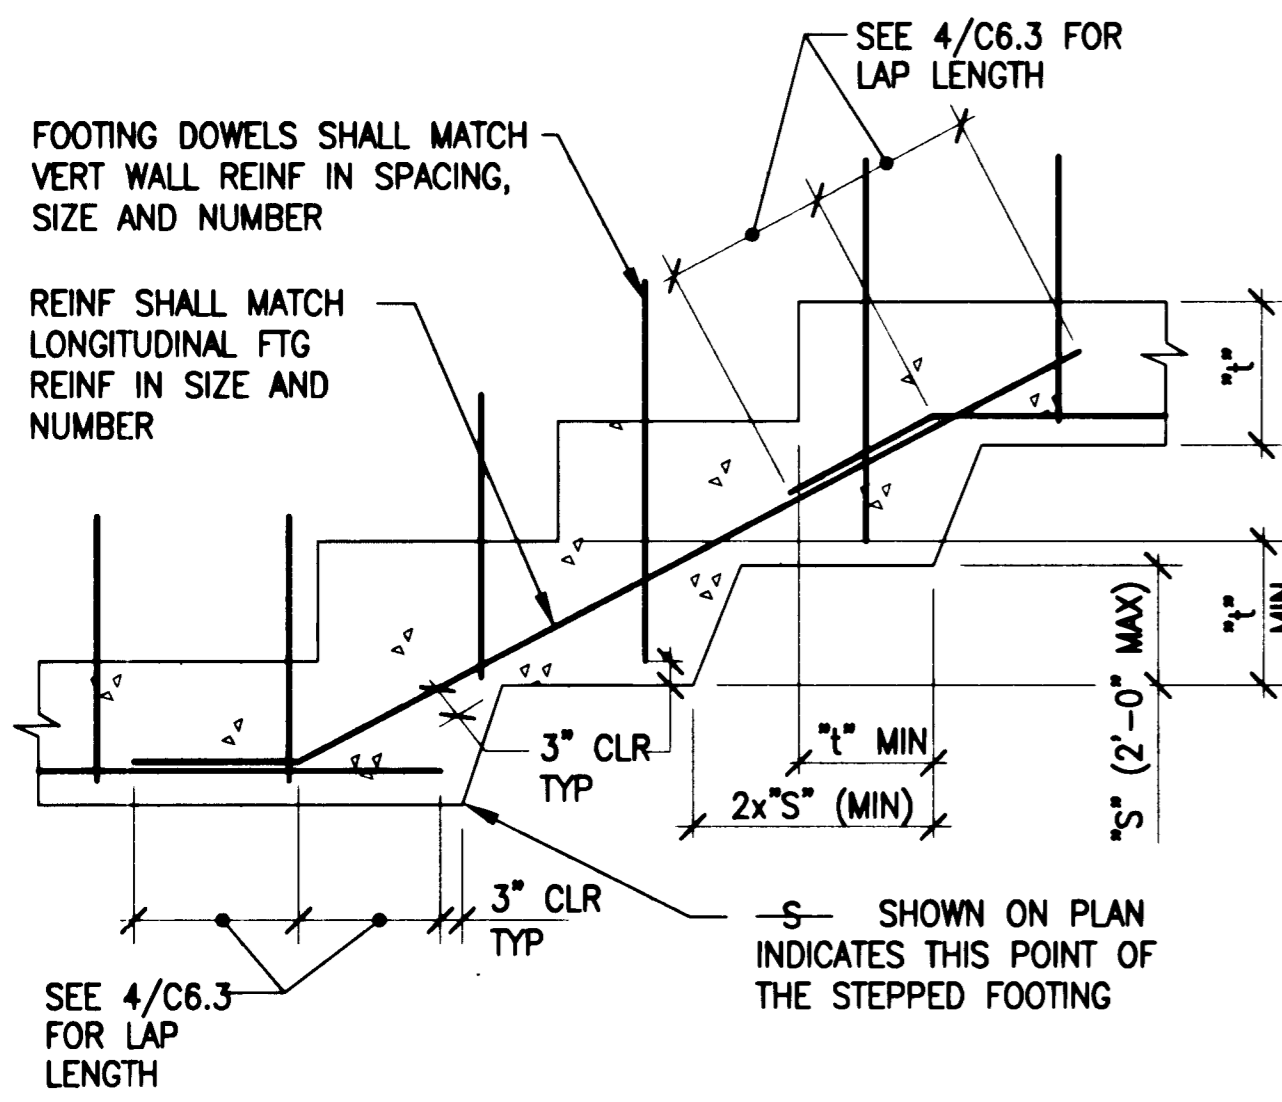 SEE 4/C6.3 FOR
LAP LENGTH
FOOTING DOWELS SHALL MATCH
VERT WALL REINF IN SPACING,
SIZE AND NUMBER
REINF SHALL MATCH
LONGITUDINAL FTG
REINF IN SIZE AND
NUMBER
"t"
"t"
MIN
"S" (2'-0" MAX)
3" CLR
TYP
"t" MIN
2x"S" (MIN)
3" CLR
TYP
S SHOWN ON PLAN
INDICATES THIS POINT OF
THE STEPPED FOOTING
SEE 4/C6.3
FOR LAP
LENGTH